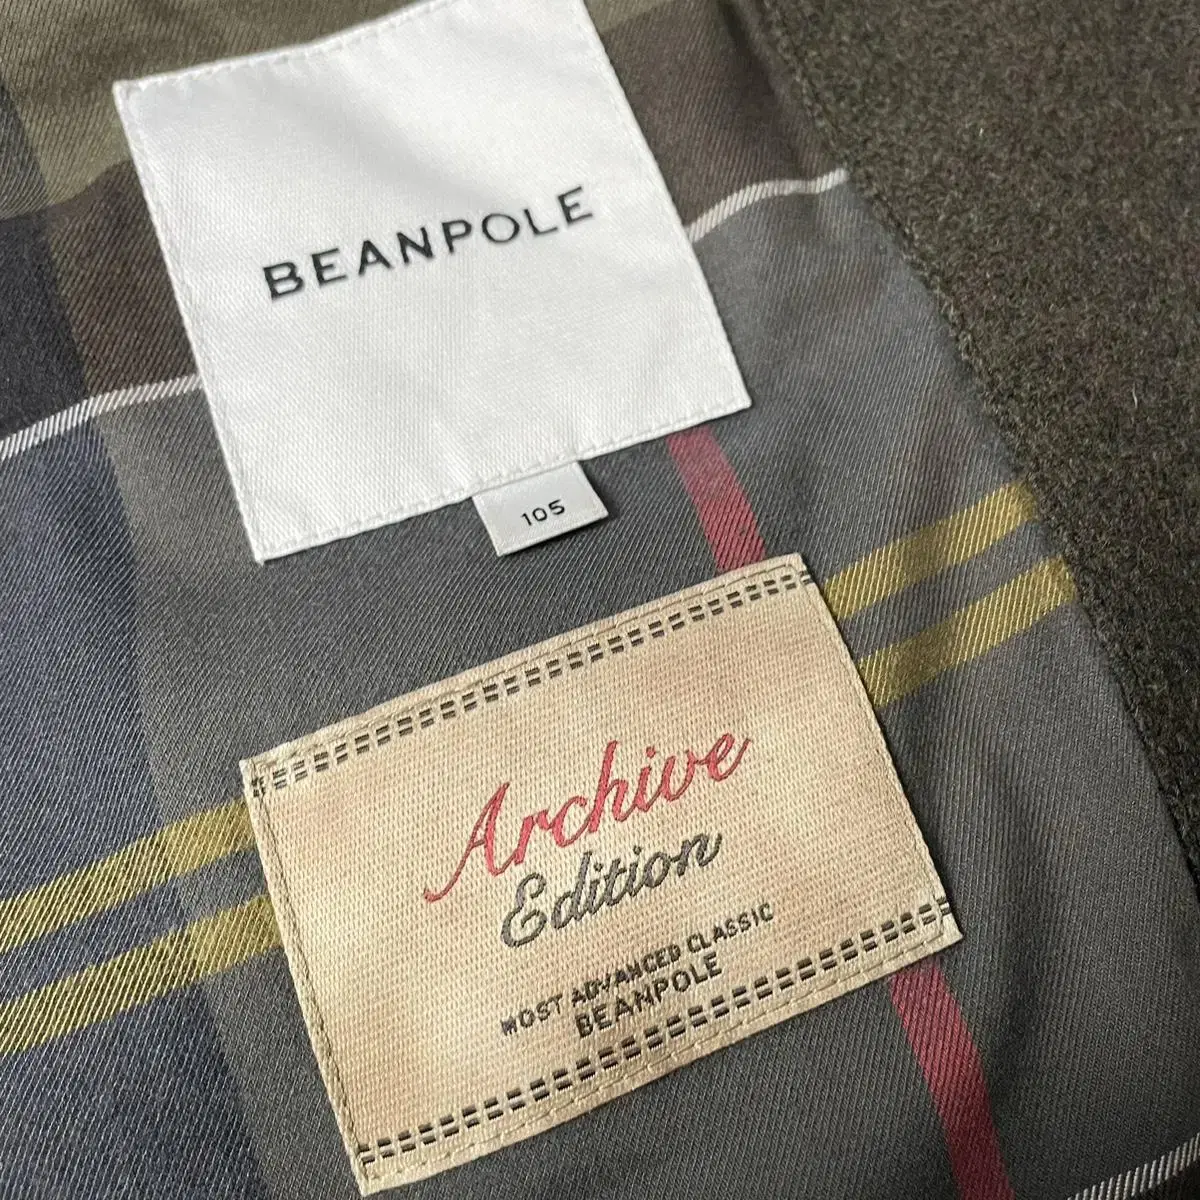 BEANPOLE
105
Archive
Edition
MOST ADVANCED CLASSIC
BEANPOLE